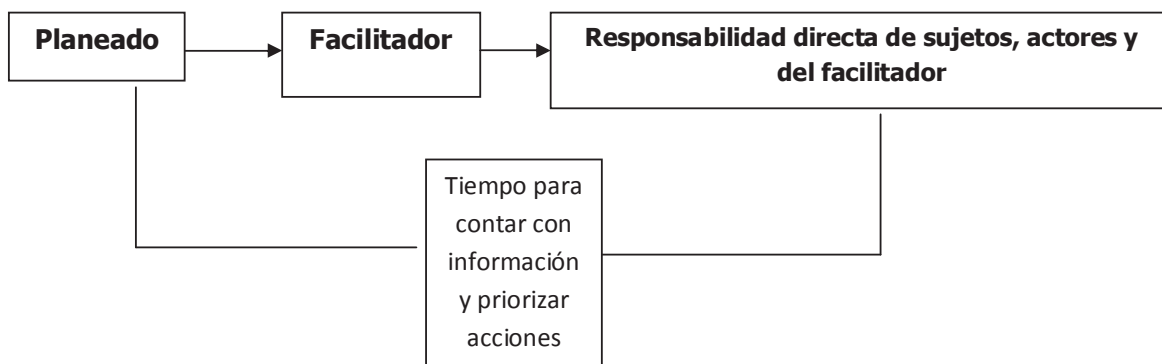 Planeado
Facilitador
Responsabilidad directa de sujetos, actores y
del facilitador
Tiempo para
contar con
información
y priorizar
acciones